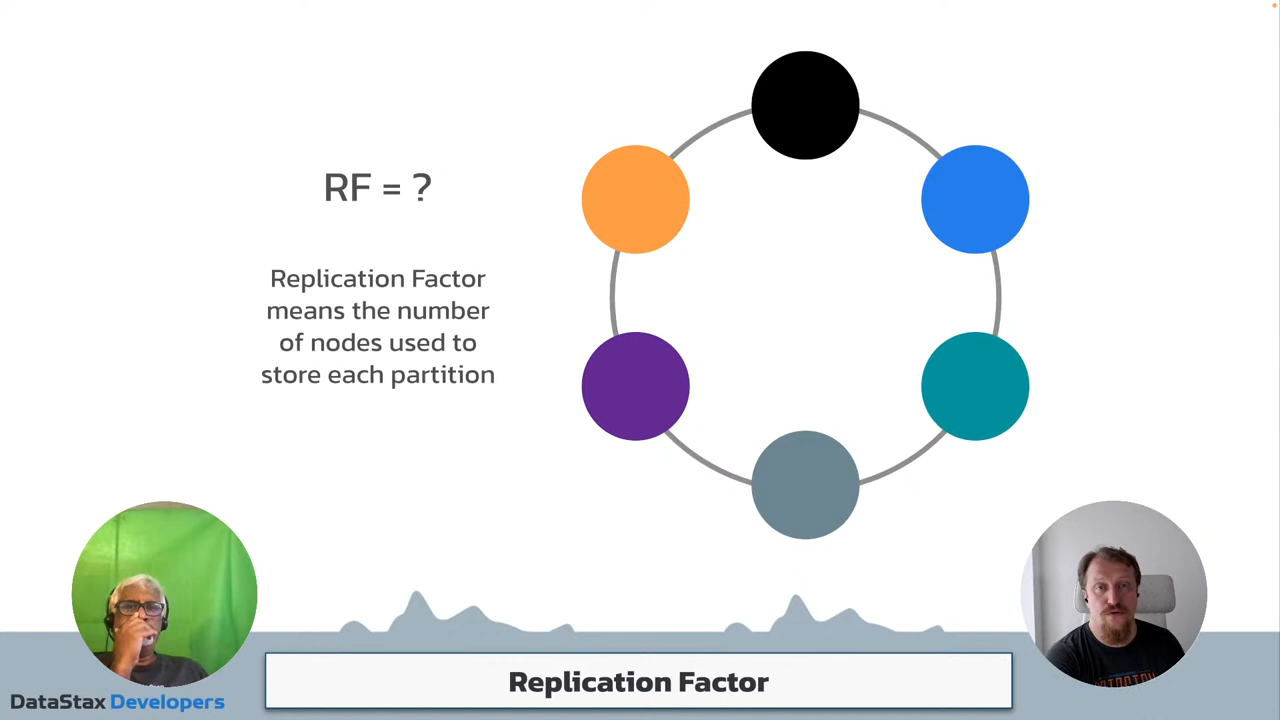 RF = ?
Replication Factor
means the number
of nodes used to
store each partition
Replication Factor
DataStax Developers